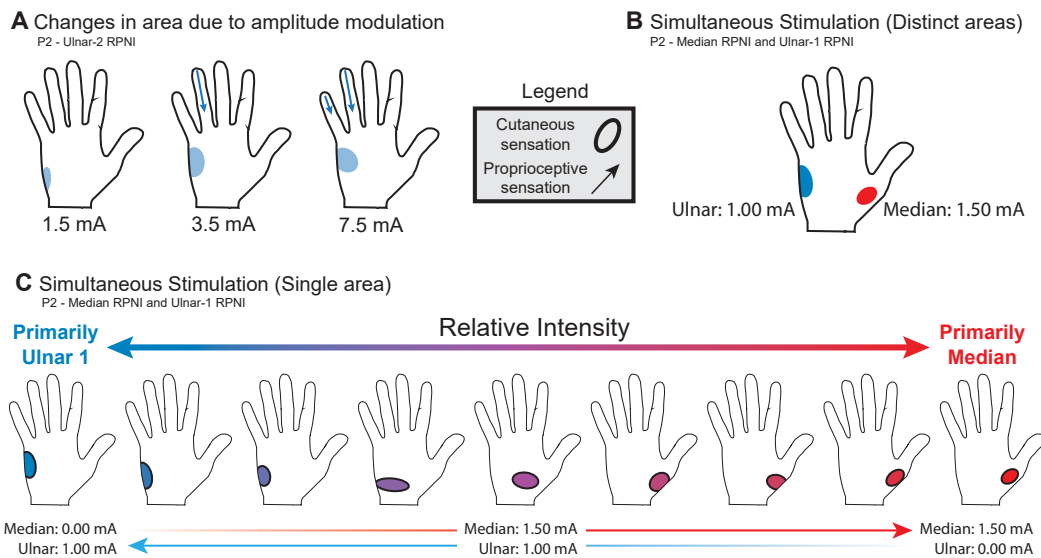 A Changes in area due to amplitude modulation
P2 - Ulnar-2 RPNI
1.5 mA
3.5 mA
7.5 mA
Legend
Cutaneous
sensation
Proprioceptive
sensation
B Simultaneous Stimulation (Distinct areas)
P2 - Median RPNI and Ulnar-1 RPNI
Ulnar: 1.00 mA
Median: 1.50 mA
C Simultaneous Stimulation (Single area)
P2 - Median RPNI and Ulnar-1 RPNI
Primarily
Ulnar 1
Relative Intensity
Primarily
Median
Median: 0.00 mA
Ulnar: 1.00 mA
Median: 1.50 mA
Ulnar: 1.00 mA
Median: 1.50 mA
Ulnar: 0.00 mA